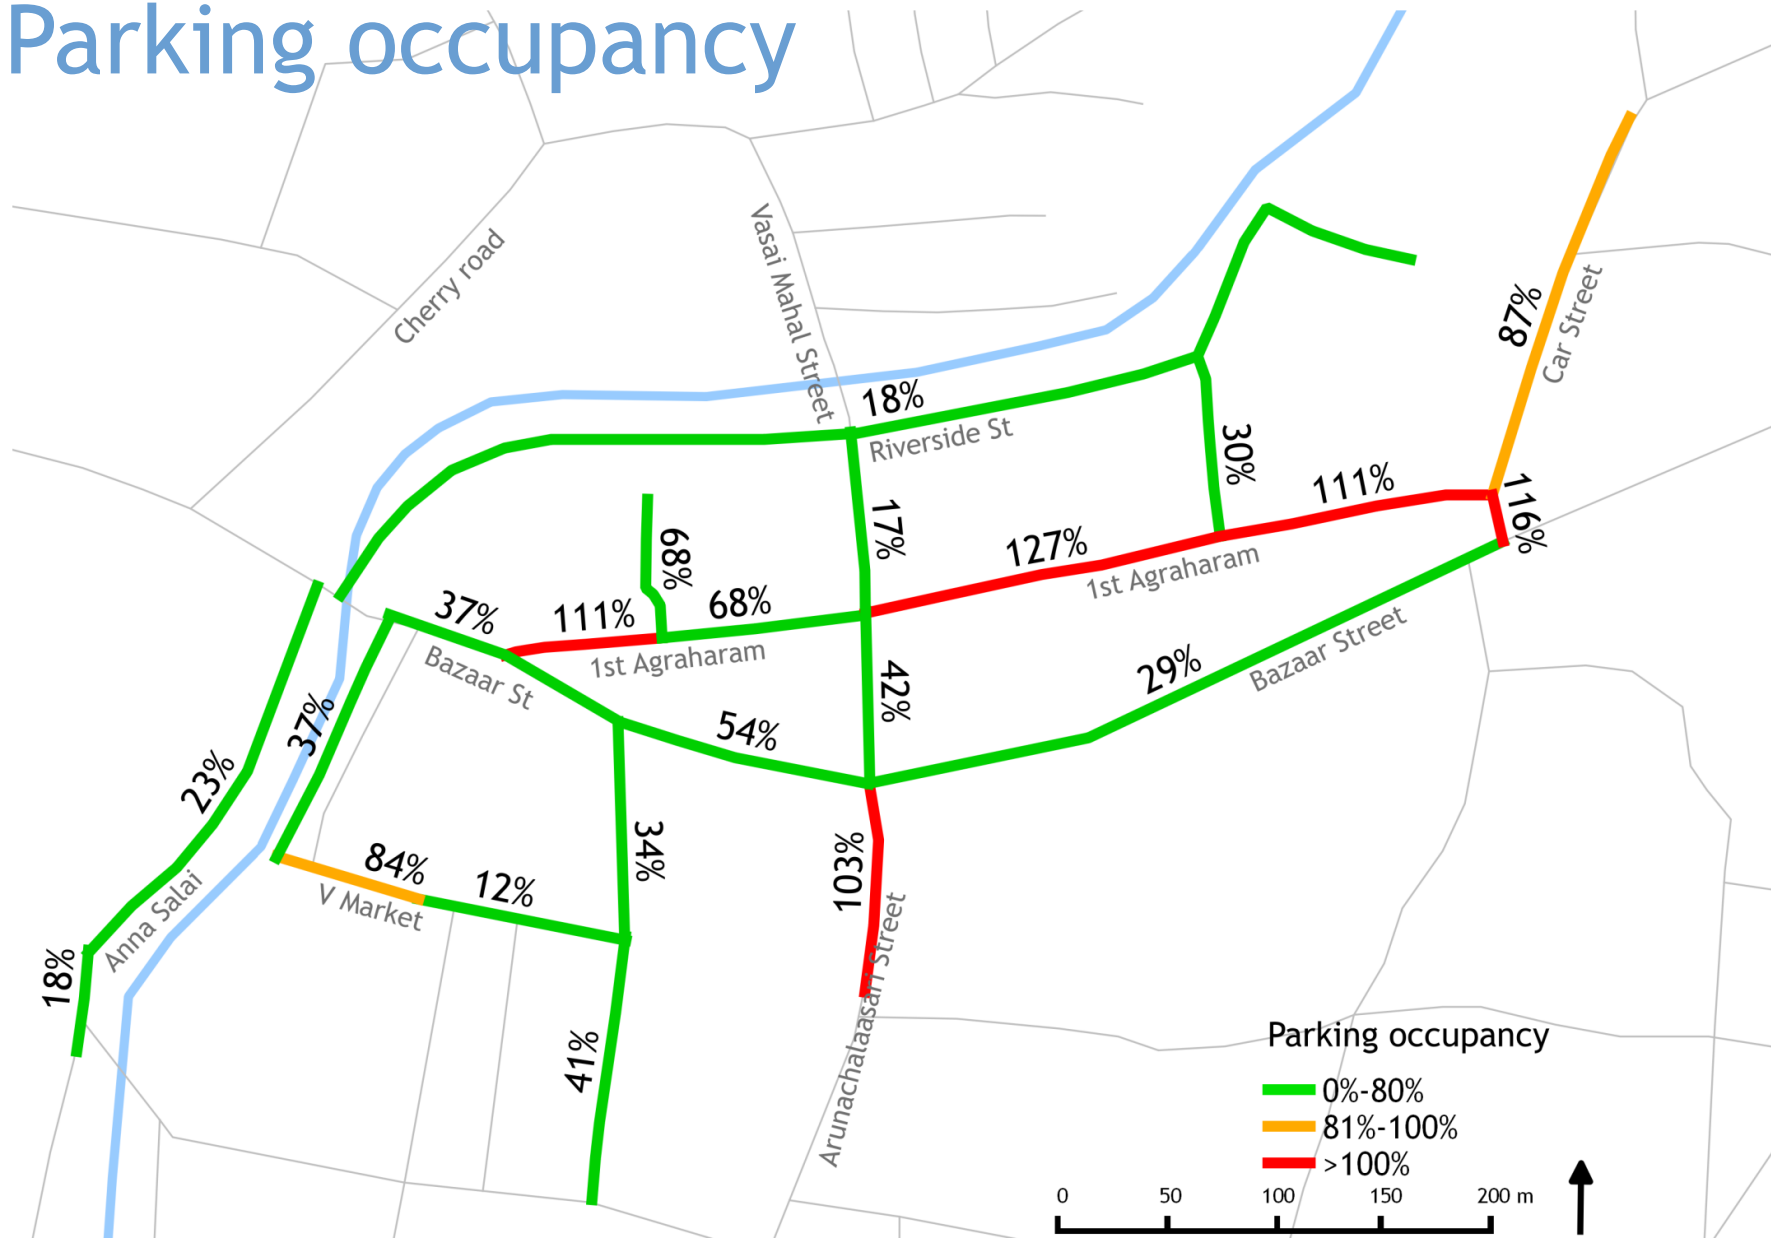 Parking occupancy
Cherry road
Vasai Mahal Street
87%
Car Street
18%
Riverside St
30%
111%
116%
17%
127%
1st Agraharam
68%
68%
111%
1st Agraharam
37%
Bazaar St
42%
29%
Bazaar Street
54%
37%
23%
34%
84%
12%
V Market
103%
Anna Salai
18%
41%
Arunachalaasari Street
Parking occupancy
0%-80%
81%-100%
>100%
0 50 100 150 200 m